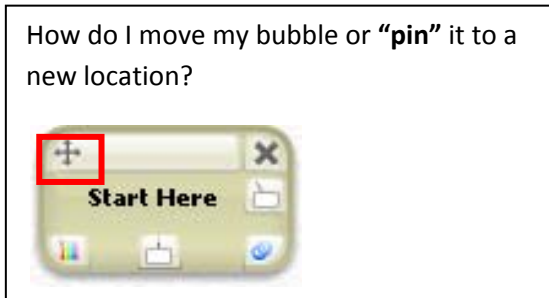 How do I move my bubble or “pin” it to a
new location?
Start Here